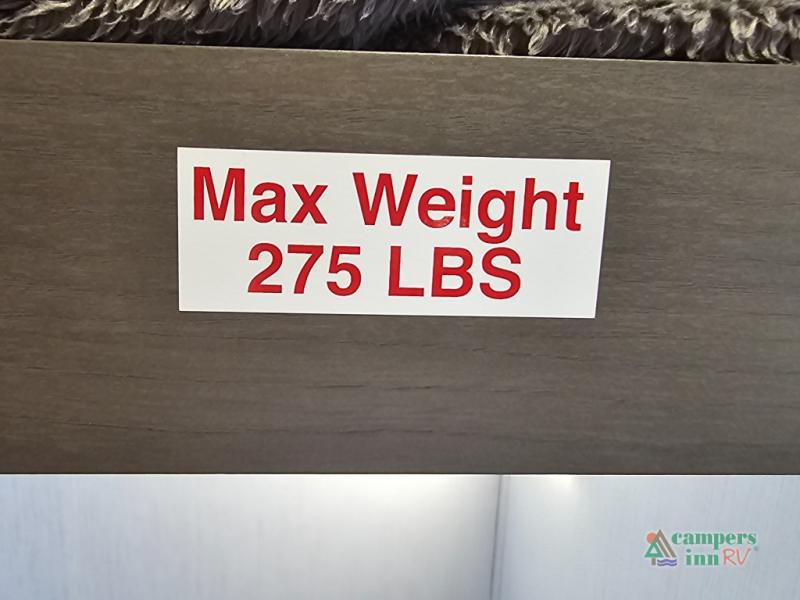 Max Weight
275 LBS
campers
inn RV®